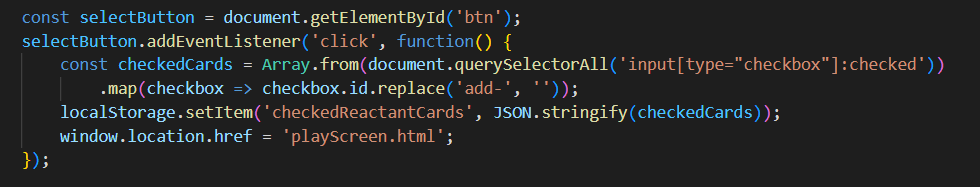 const selectButton = document.getElementById('btn');
selectButton.addEventListener('click', function() {
    const checkedCards = Array.from(document.querySelectorAll('input[type="checkbox"]:checked'))
        .map(checkbox => checkbox.id.replace('add-', ''));
    localStorage.setItem('checkedReactantCards', JSON.stringify(checkedCards));
    window.location.href = 'playScreen.html';
});